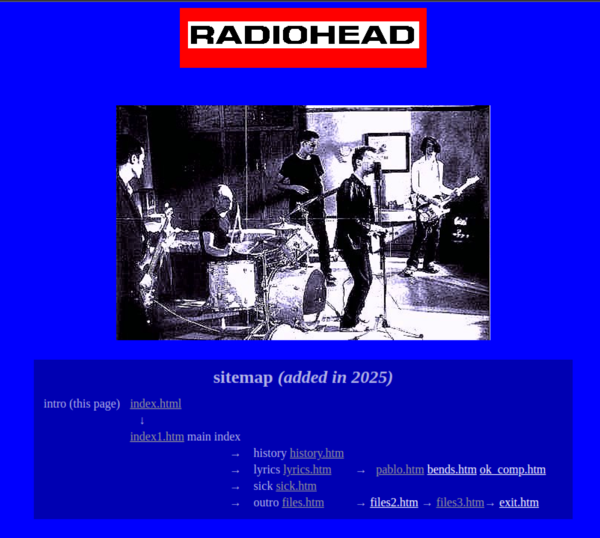 RADIOHEAD
sitemap (added in 2025)
intro (this page) index.html
↓
index1.htm main index
→ history history.htm
→ lyrics lyrics.htm → pablo.htm bends.htm ok_comp.htm
→ sick sick.htm
→ outro files.htm → files2.htm → files3.htm → exit.htm